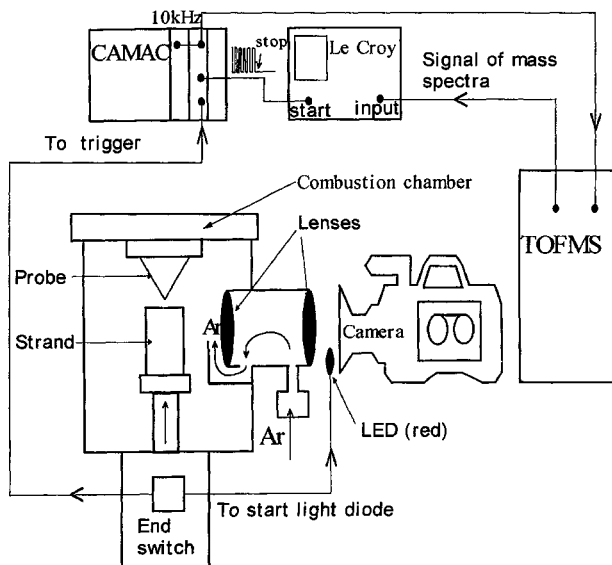 10kHz
CAMAC
stop
Le Croy
start
input
Signal of mass
spectra
To trigger
Combustion chamber
Lenses
TOFMS
Probe
Ar
Camera
Strand
LED (red)
Ar
To start light diode
End
switch